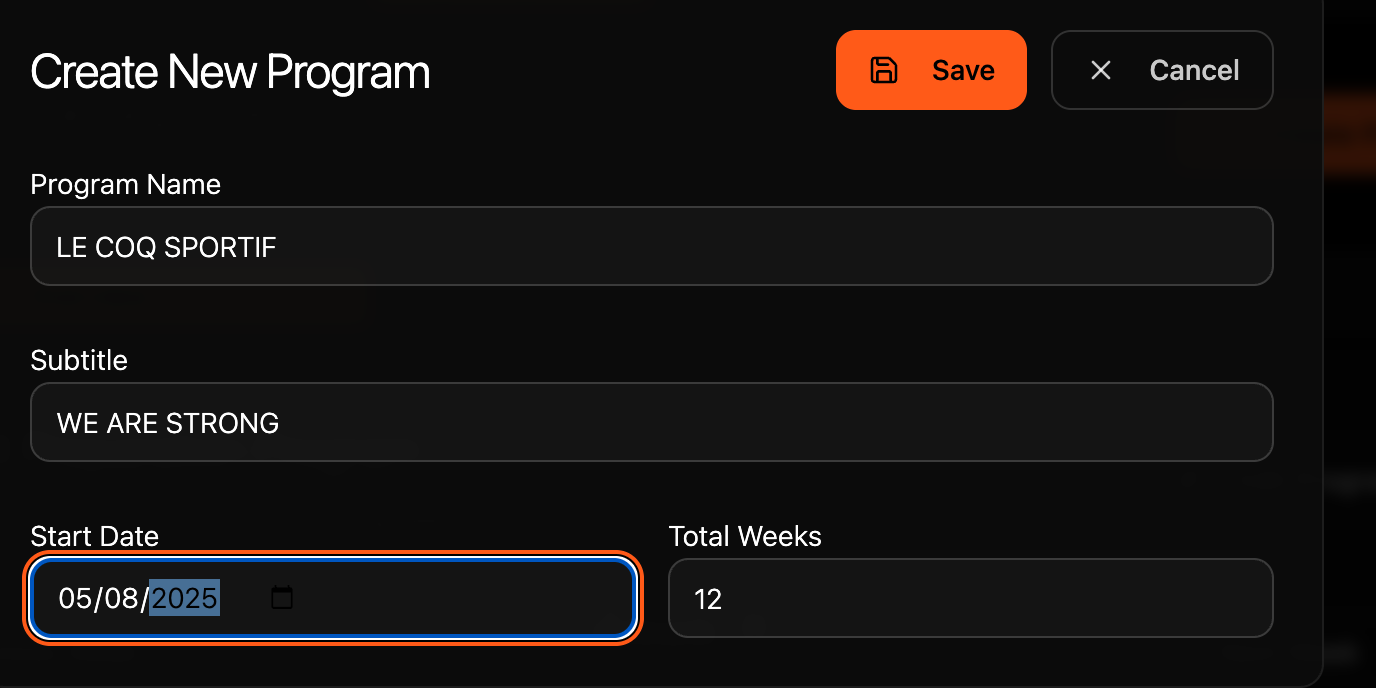 Create New Program
Save
Cancel
Program Name
LE COQ SPORTIF
Subtitle
WE ARE STRONG
Start Date
Total Weeks
05/08/2025
12